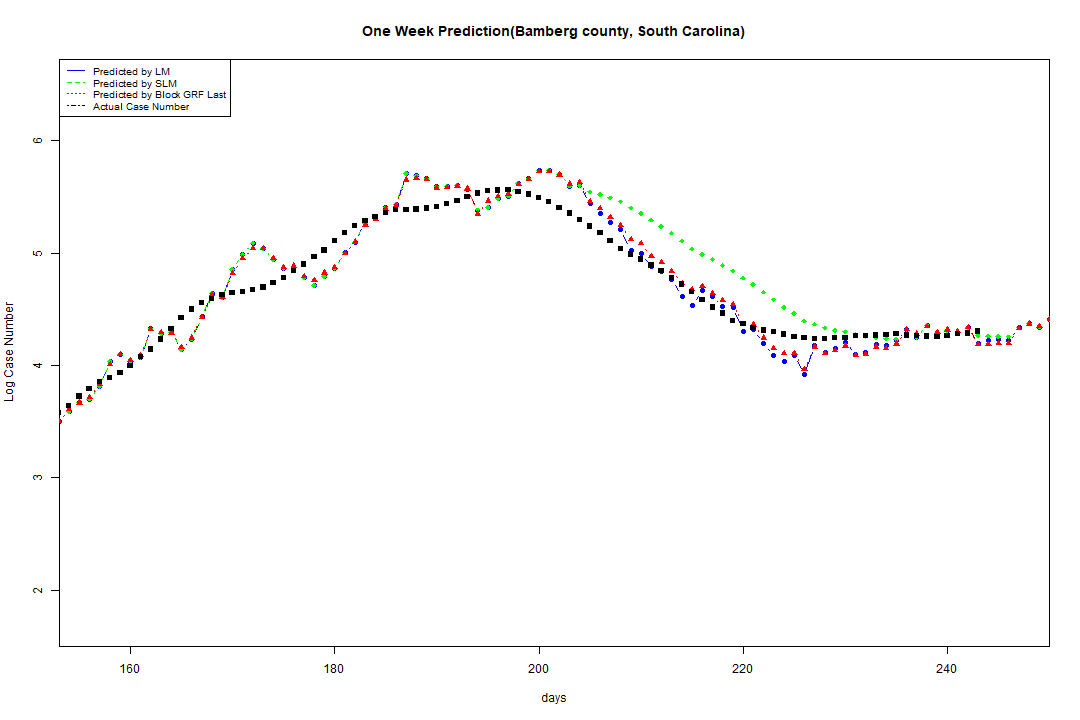 One Week Prediction(Bamberg county, South Carolina)
Predicted by LM
Predicted by SLM
Predicted by Block GRF Last
Actual Case Number
6
5
4
3
2
Log Case Number
160 180 200 220 240
days